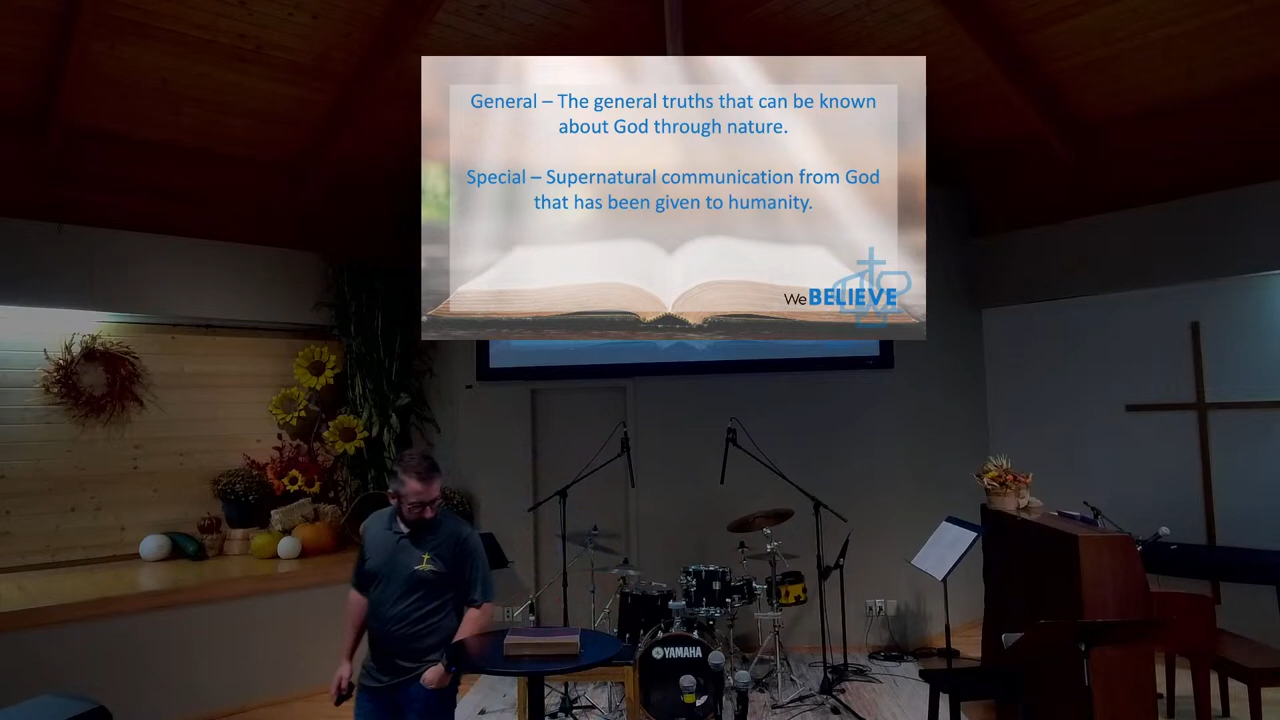 General – The general truths that can be known
about God through nature.
Special – Supernatural communication from God
that has been given to humanity.
We BELIEVE
YAMAHA